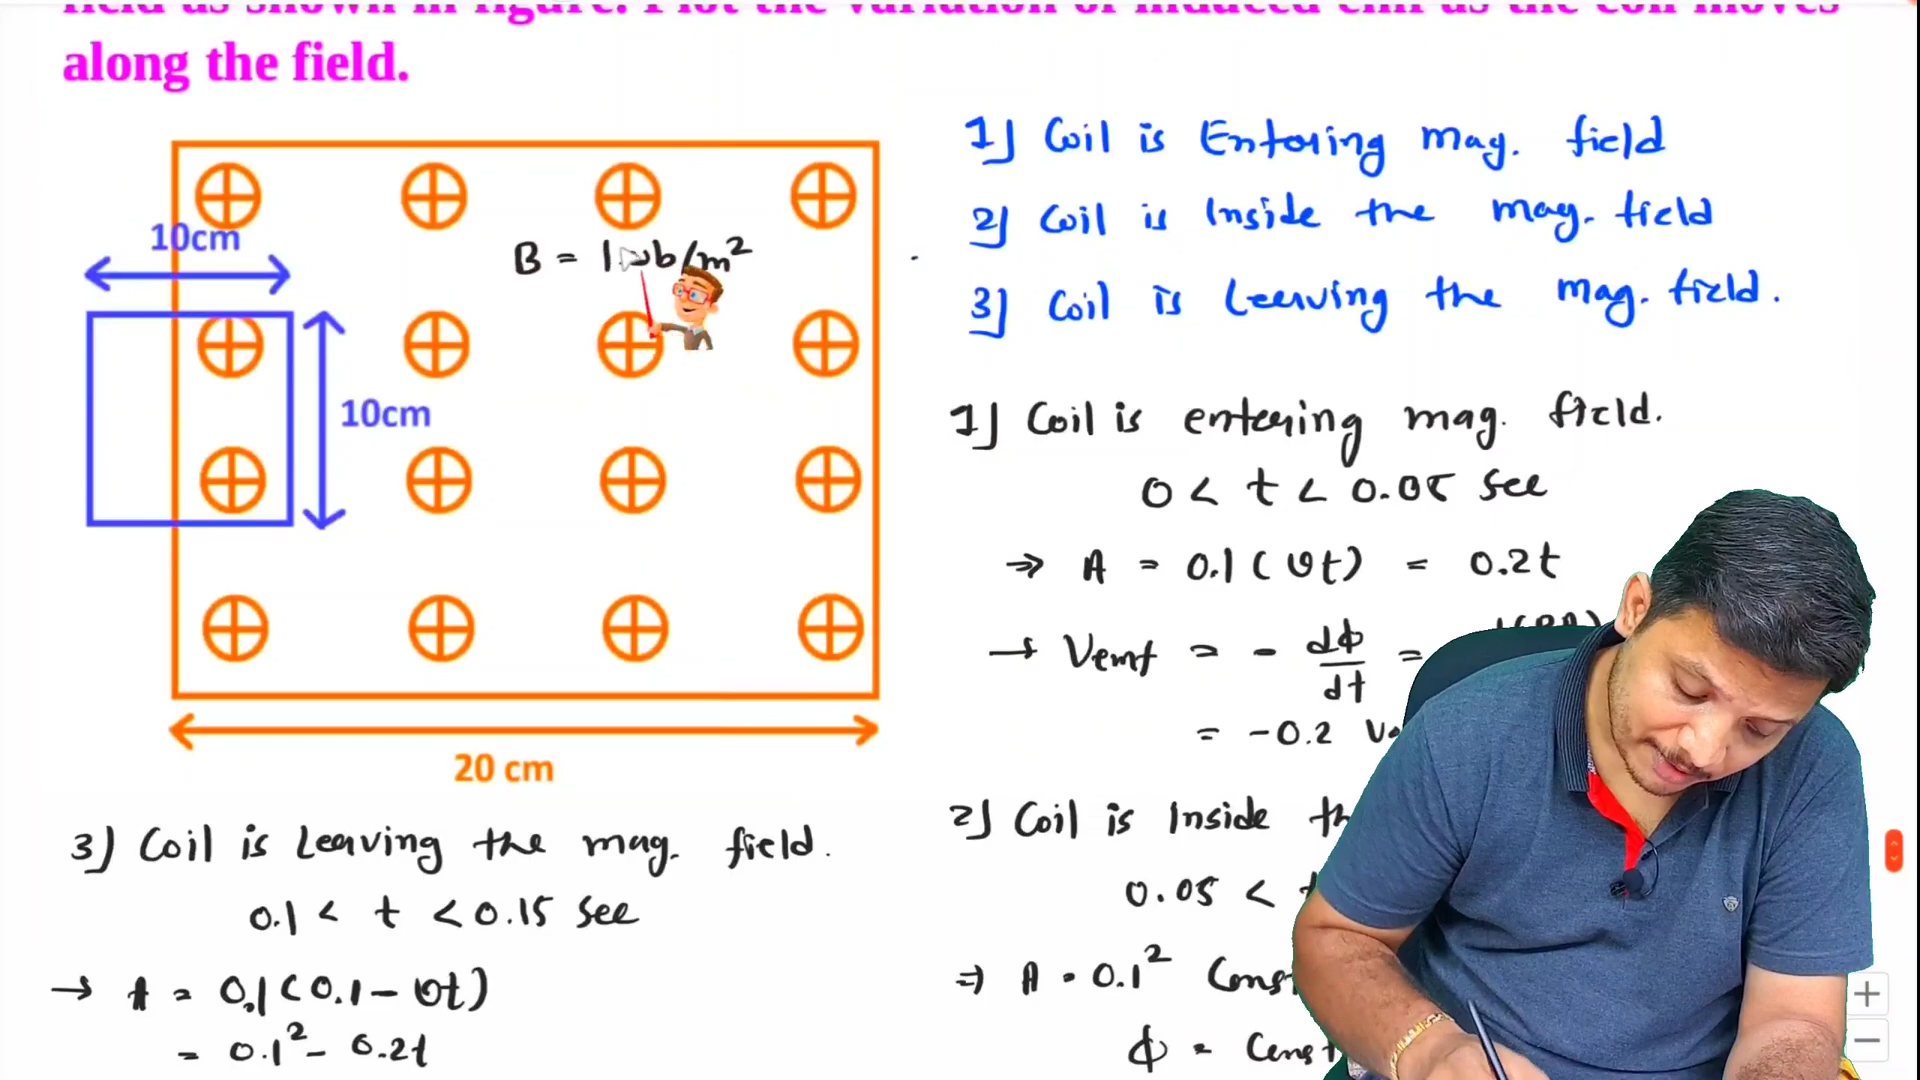 along the field.
10cm
B = 1 wb/m²
10cm
20 cm
1) Coil is Entering mag. field
2) Coil is Inside the mag. field
3) Coil is Leaving the mag. field.
1) Coil is entering mag. field.
0 < t < 0.05 sec
⇒ A = 0.1 (vt) = 0.2t
→ Vemf = - dϕ/dt =
= -0.2
2) Coil is Inside
0.05 <
⇒ A = 0.1²
ϕ =
3) Coil is Leaving the mag. field.
0.1 < t < 0.15 sec
→ A = 0.1 (0.1 - vt)
= 0.1² - 0.2t